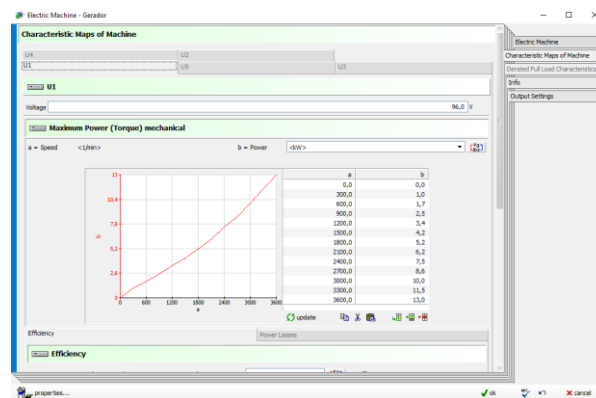 Electric Machine - Gerador
Characteristic Maps of Machine
U4 U2
U1 U5 U3
U1
Voltage 96,0 V
Maximum Power (Torque) mechanical
a = Speed <1/min> b = Power <kW>
a b
0,0 0,0
300,0 1,0
600,0 1,7
900,0 2,5
1200,0 3,4
1500,0 4,2
1800,0 5,2
2100,0 6,2
2400,0 7,5
2700,0 8,6
3000,0 10,0
3300,0 11,5
3600,0 13,0
13
10,4
7,8
5,2
2,6
0
b
0 600 1200 1800 2400 3000 3600
a
update
Efficiency Power Losses
Efficiency
properties... ok cancel
Electric Machine
Characteristic Maps of Machine
Derated Full Load Characteristics
Info
Output Settings